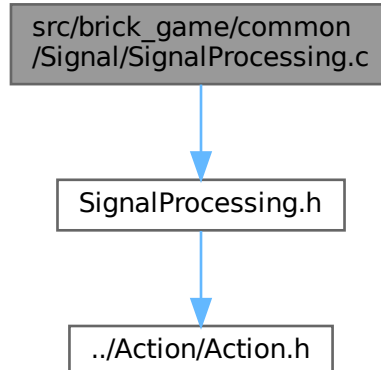 src/brick_game/common
/Signal/SignalProcessing.c
SignalProcessing.h
../Action/Action.h